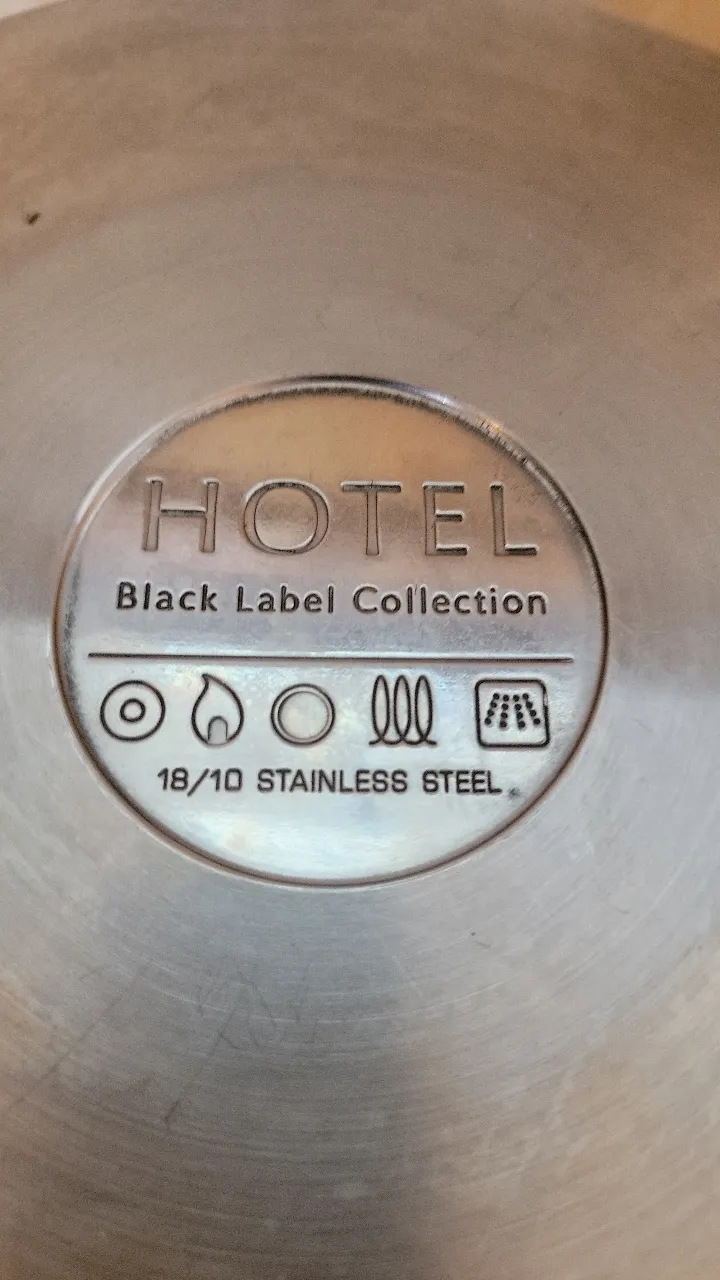 HOTEL
Black Label Collection
18/10 STAINLESS STEEL